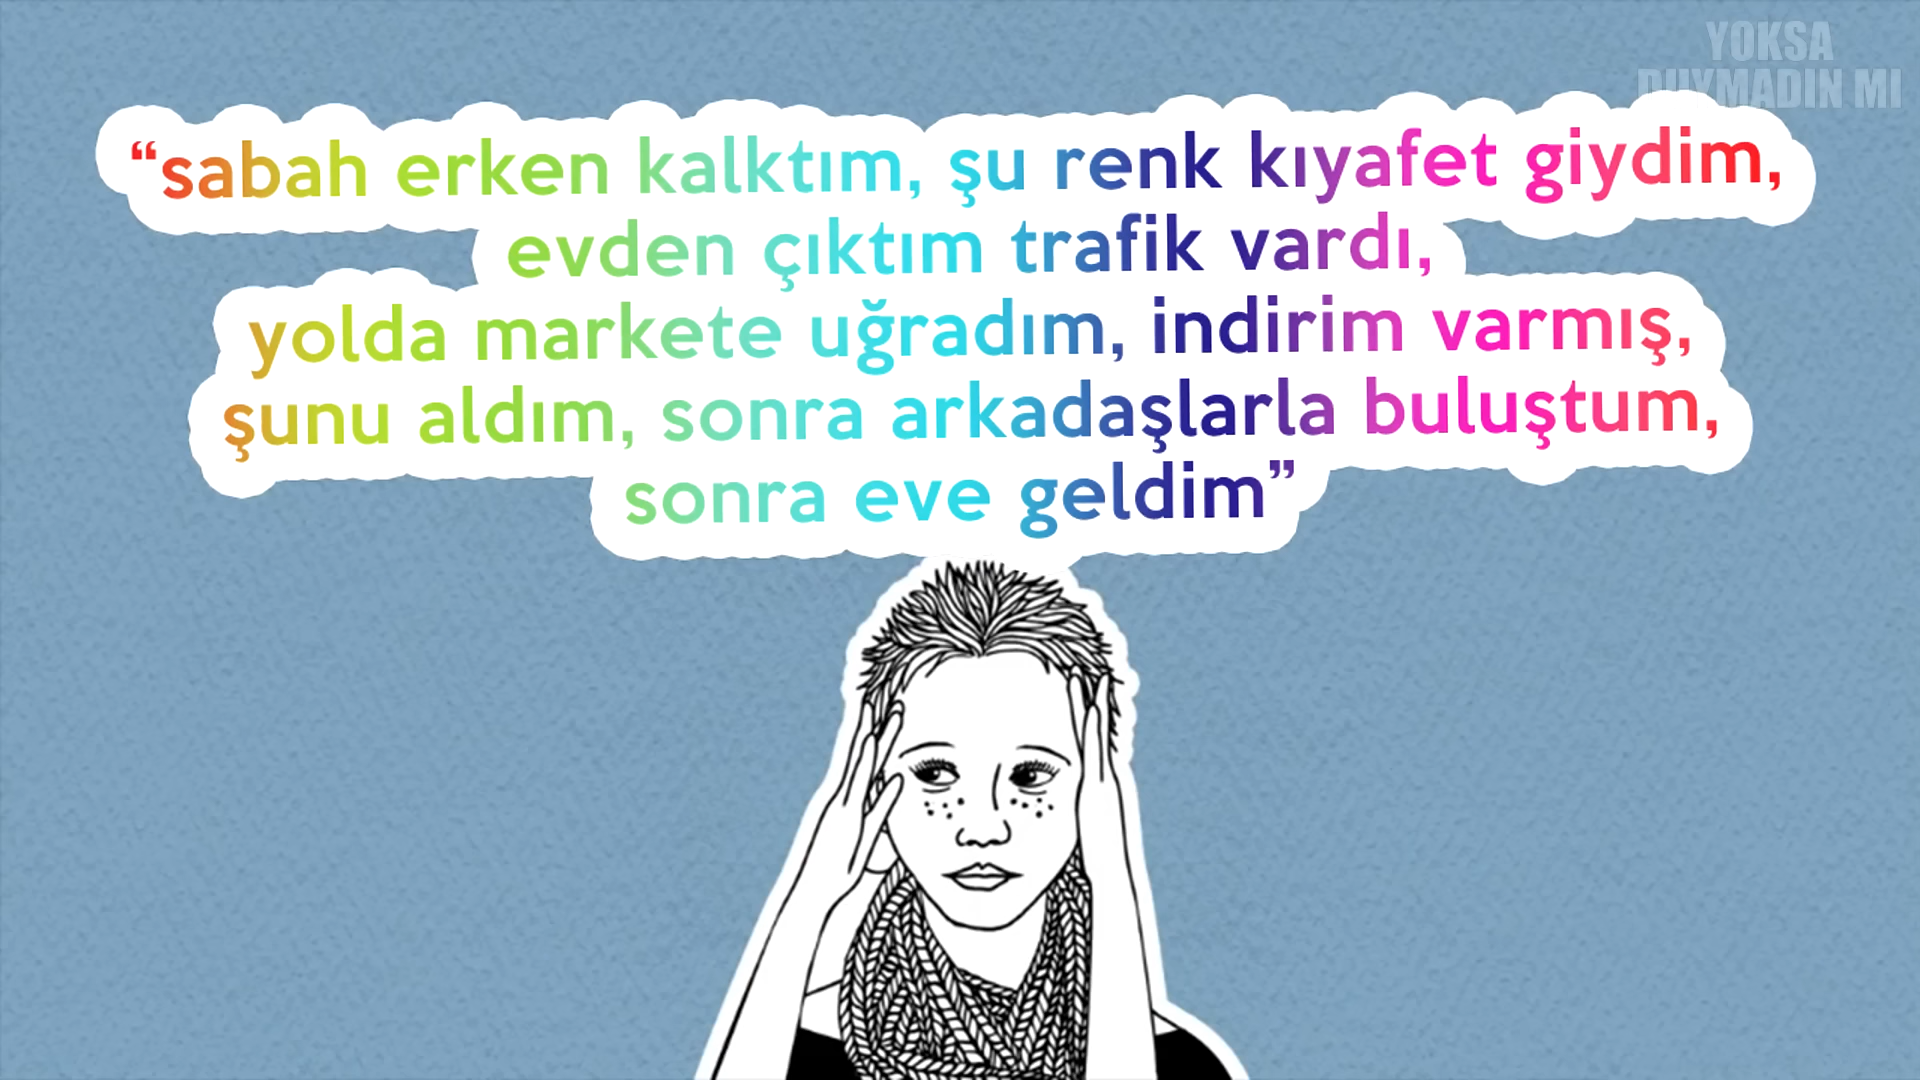 YOKSA
DUYMADIN MI
“sabah erken kalktım, şu renk kıyafet giydim,
evden çıktım trafik vardı,
yolda markete uğradım, indirim varmış,
şunu aldım, sonra arkadaşlarla buluştum,
sonra eve geldim”